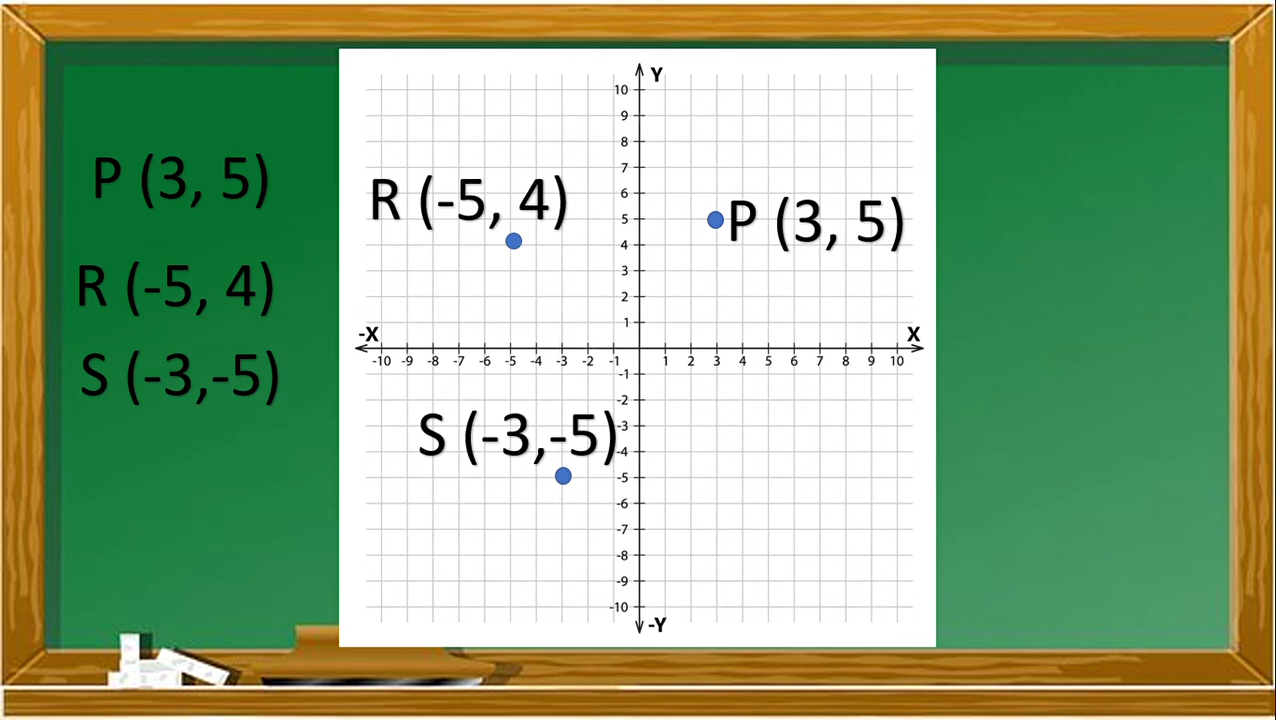 P (3, 5)
R (-5, 4)
S (-3,-5)
Y
10
9
8
7
6
5
4
3
2
1
R (-5, 4)
P (3, 5)
-X
X
-10 -9 -8 -7 -6 -5 -4 -3 -2 -1 1 2 3 4 5 6 7 8 9 10
-1
-2
-3
-4
-5
-6
-7
-8
-9
-10
S (-3,-5)
-Y